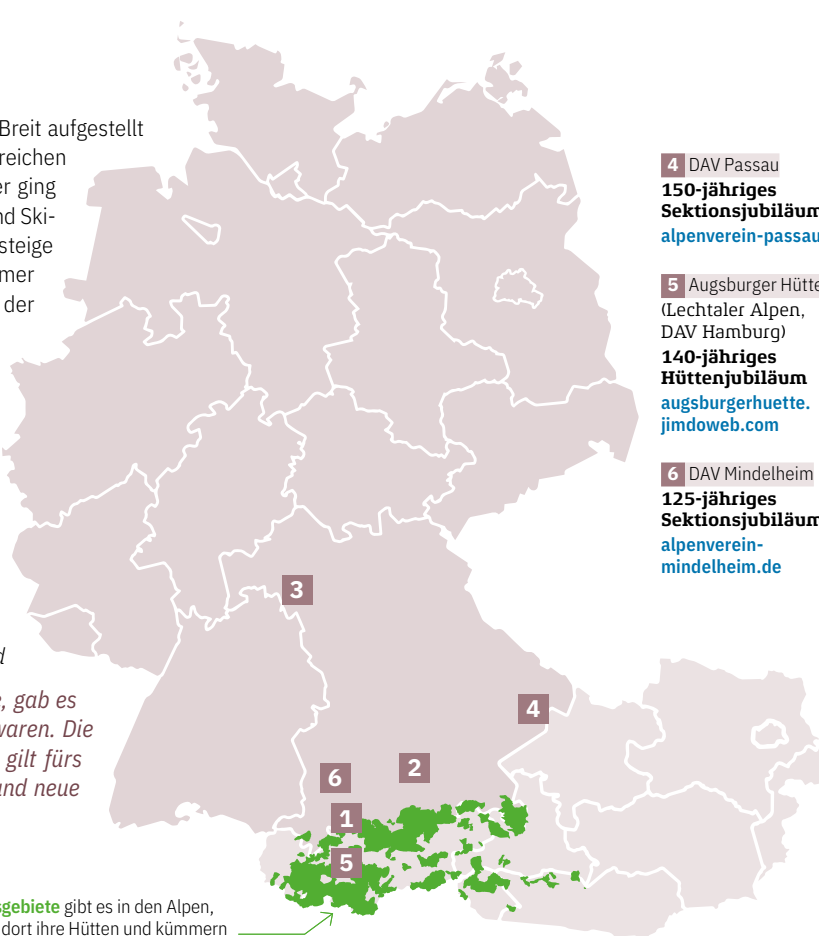 Breit aufgestellt
reichen
er ging
nd Ski-
steige
mer
der
d
e, gab es
waren. Die
gilt fürs
und neue
sgebiete gibt es in den Alpen,
dort ihre Hütten und kümmern
3
4
6
2
1
5
4 DAV Passau
150-jähriges
Sektionsjubiläum
alpenverein-passau
5 Augsburger Hütte
(Lechtaler Alpen,
DAV Hamburg)
140-jähriges
Hüttenjubiläum
augsburgerhuette.
jimdoweb.com
6 DAV Mindelheim
125-jähriges
Sektionsjubiläum
alpenverein-
mindelheim.de